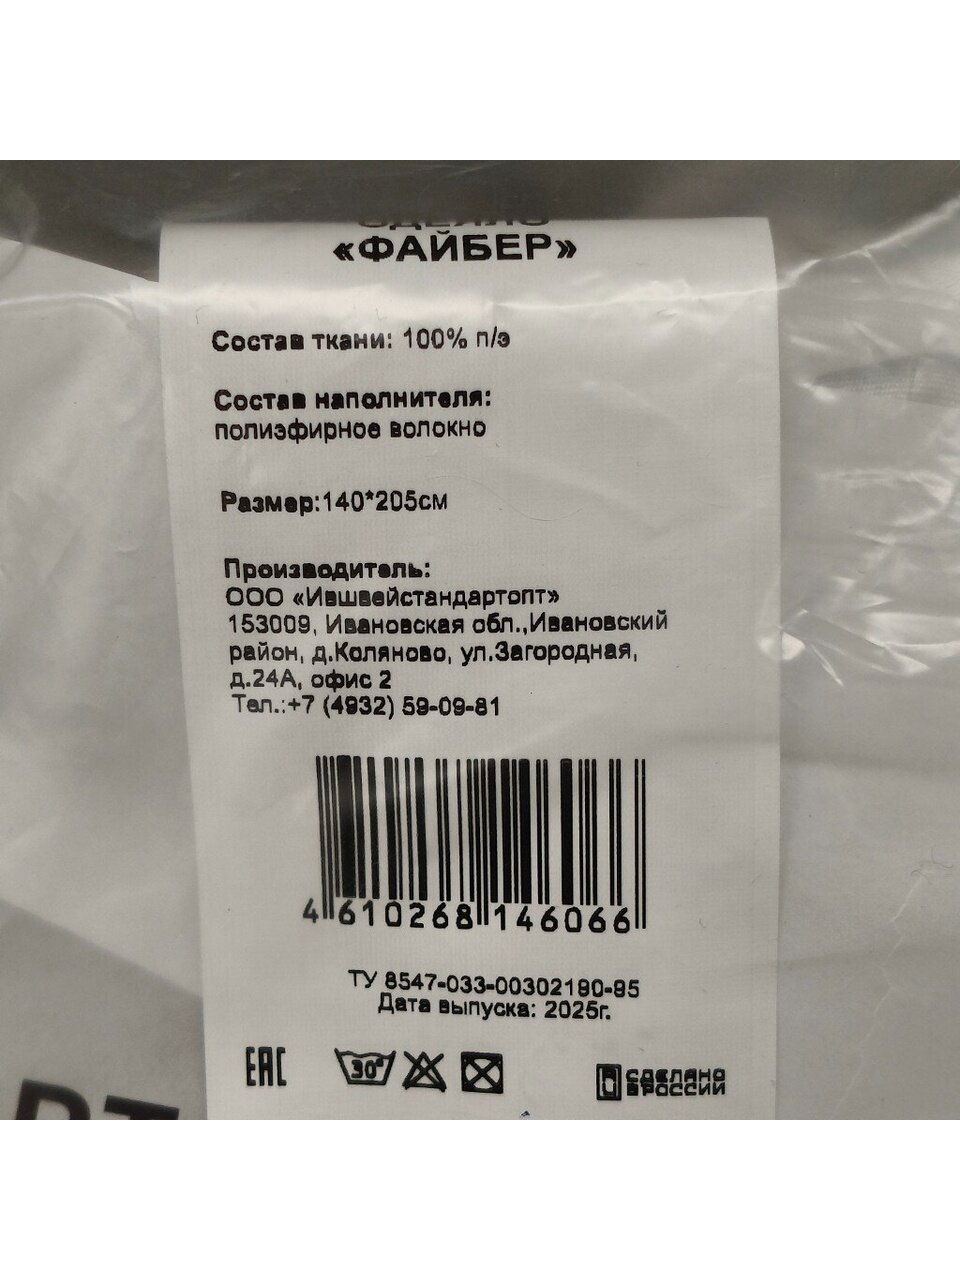 ОДЕЯЛО
«ФАЙБЕР»
Состав ткани: 100% п/э
Состав наполнителя:
полиэфирное волокно
Размер:140*205см
Производитель:
ООО «Ившвейстандартопт»
153009, Ивановская обл.,Ивановский
район, д.Коляново, ул.Загородная,
д.24А, офис 2
Тел.:+7 (4932) 59-09-81
4 610268 146066
ТУ 8547-033-00302190-95
Дата выпуска: 2025г.
EAC 30°
СДЕЛАНО
В РОССИИ